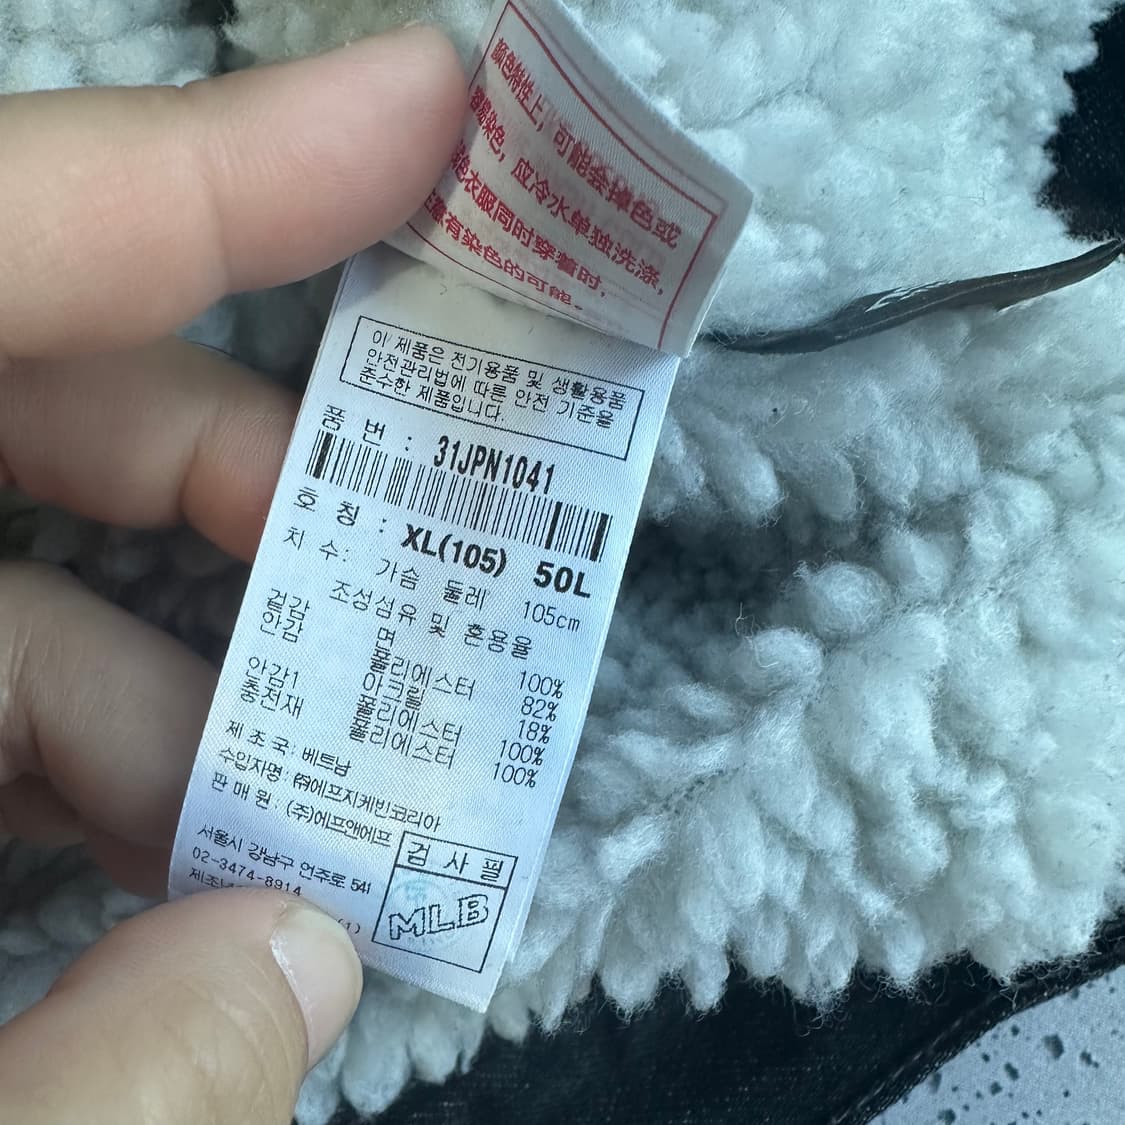 颜色特性上，可能会掉色或
容易染色，应冷水单独洗涤，
色衣服同时穿着时，
意有染色的可能。
이 제품은 전기용품 및 생활용품
안전관리법에 따른 안전 기준을
준수한 제품입니다.
품 번 : 31JPN1041
호 칭 : XL(105) 50L
치 수: 가슴 둘레 105cm
조성섬유 및 혼용율
겉감 면 100%
안감 폴리에스터 82%
아크릴 18%
안감1 폴리에스터 100%
충전재 폴리에스터 100%
제 조 국: 베트남
수입자명: ㈜에프지케빈코리아
판 매 원: (주)에프앤에프
서울시 강남구 언주로 541
02-3474-8914
(1)
검 사 필
MLB